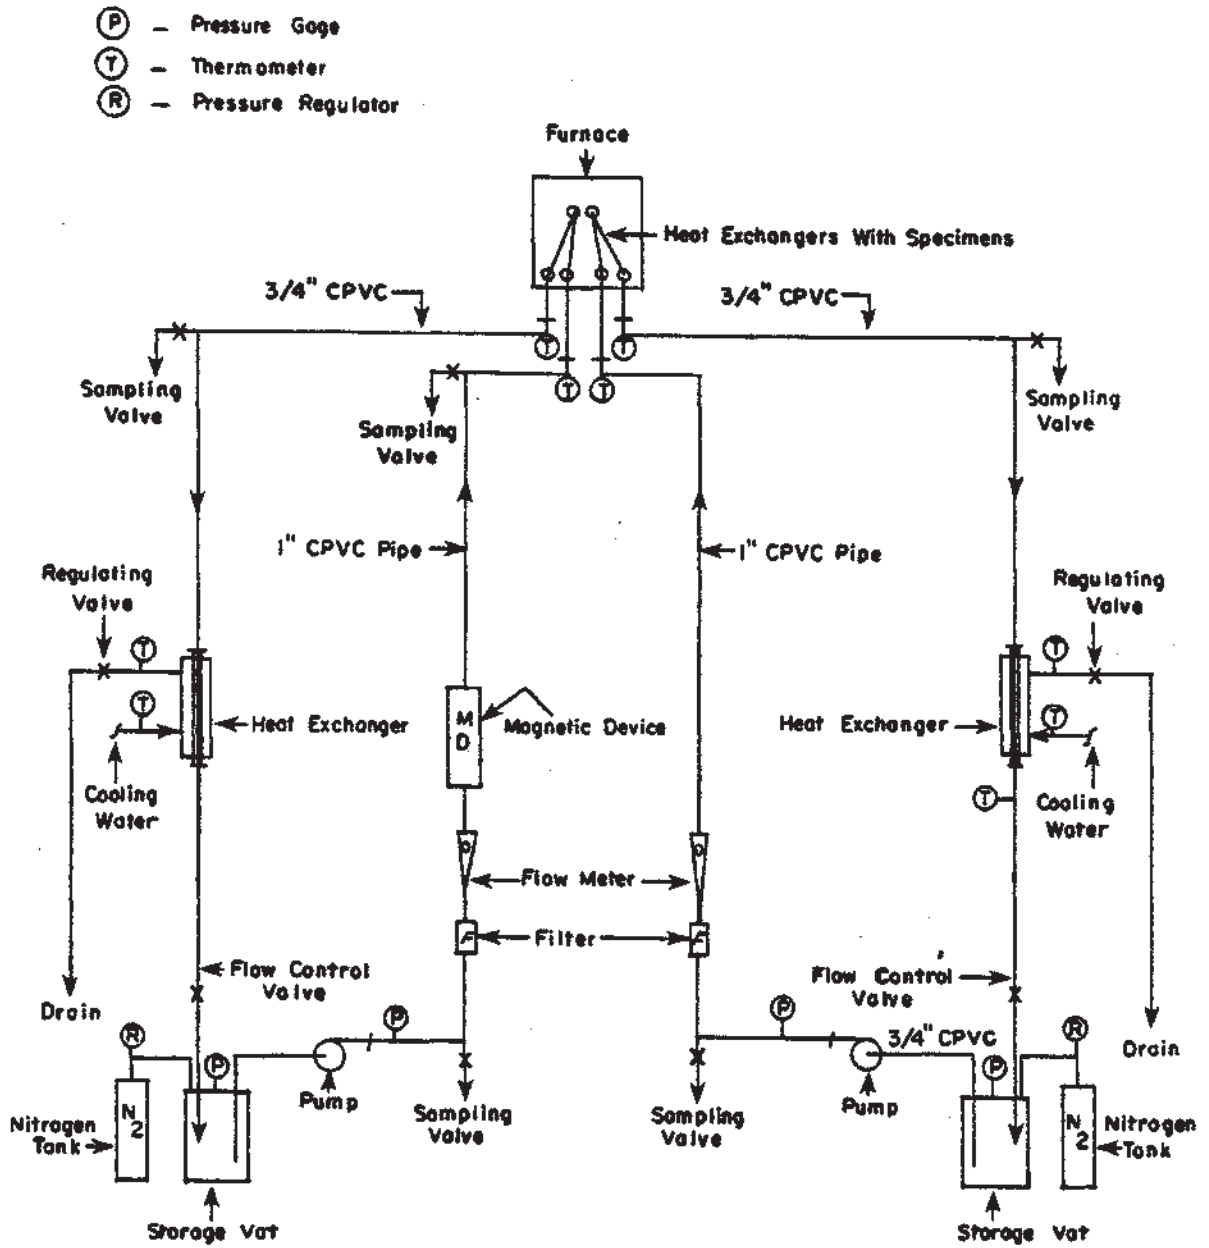 P – Pressure Gage
T – Thermometer
R – Pressure Regulator
Furnace
Heat Exchangers With Specimens
3/4" CPVC
3/4" CPVC
T
T
T
T
Sampling
Valve
Sampling
Valve
Sampling
Valve
1" CPVC Pipe
1" CPVC Pipe
Regulating
Valve
Regulating
Valve
T
T
T
T
Heat Exchanger
M
D
Magnetic Device
Heat Exchanger
Cooling
Water
T
Cooling
Water
Flow Meter
F
Filter
F
Flow Control
Valve
Flow Control
Valve
Drain
Drain
R
P
P
P
3/4" CPVC
P
R
Pump
Pump
Sampling
Valve
Sampling
Valve
N2
Nitrogen
Tank
N2
Nitrogen
Tank
Storage Vat
Storage Vat